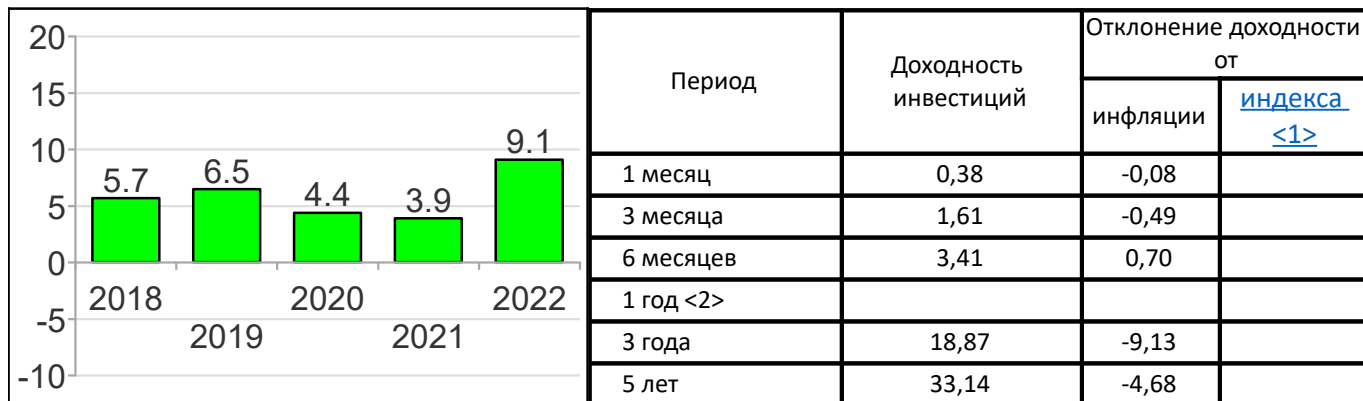 20
15
10
5
0
-5
-10
5.7
6.5
4.4
3.9
9.1
2018
2019
2020
2021
2022
Период
Доходность
инвестиций
Отклонение доходности
от
инфляции
индекса
<1>
1 месяц 0,38 -0,08
3 месяца 1,61 -0,49
6 месяцев 3,41 0,70
1 год <2>
3 года 18,87 -9,13
5 лет 33,14 -4,68